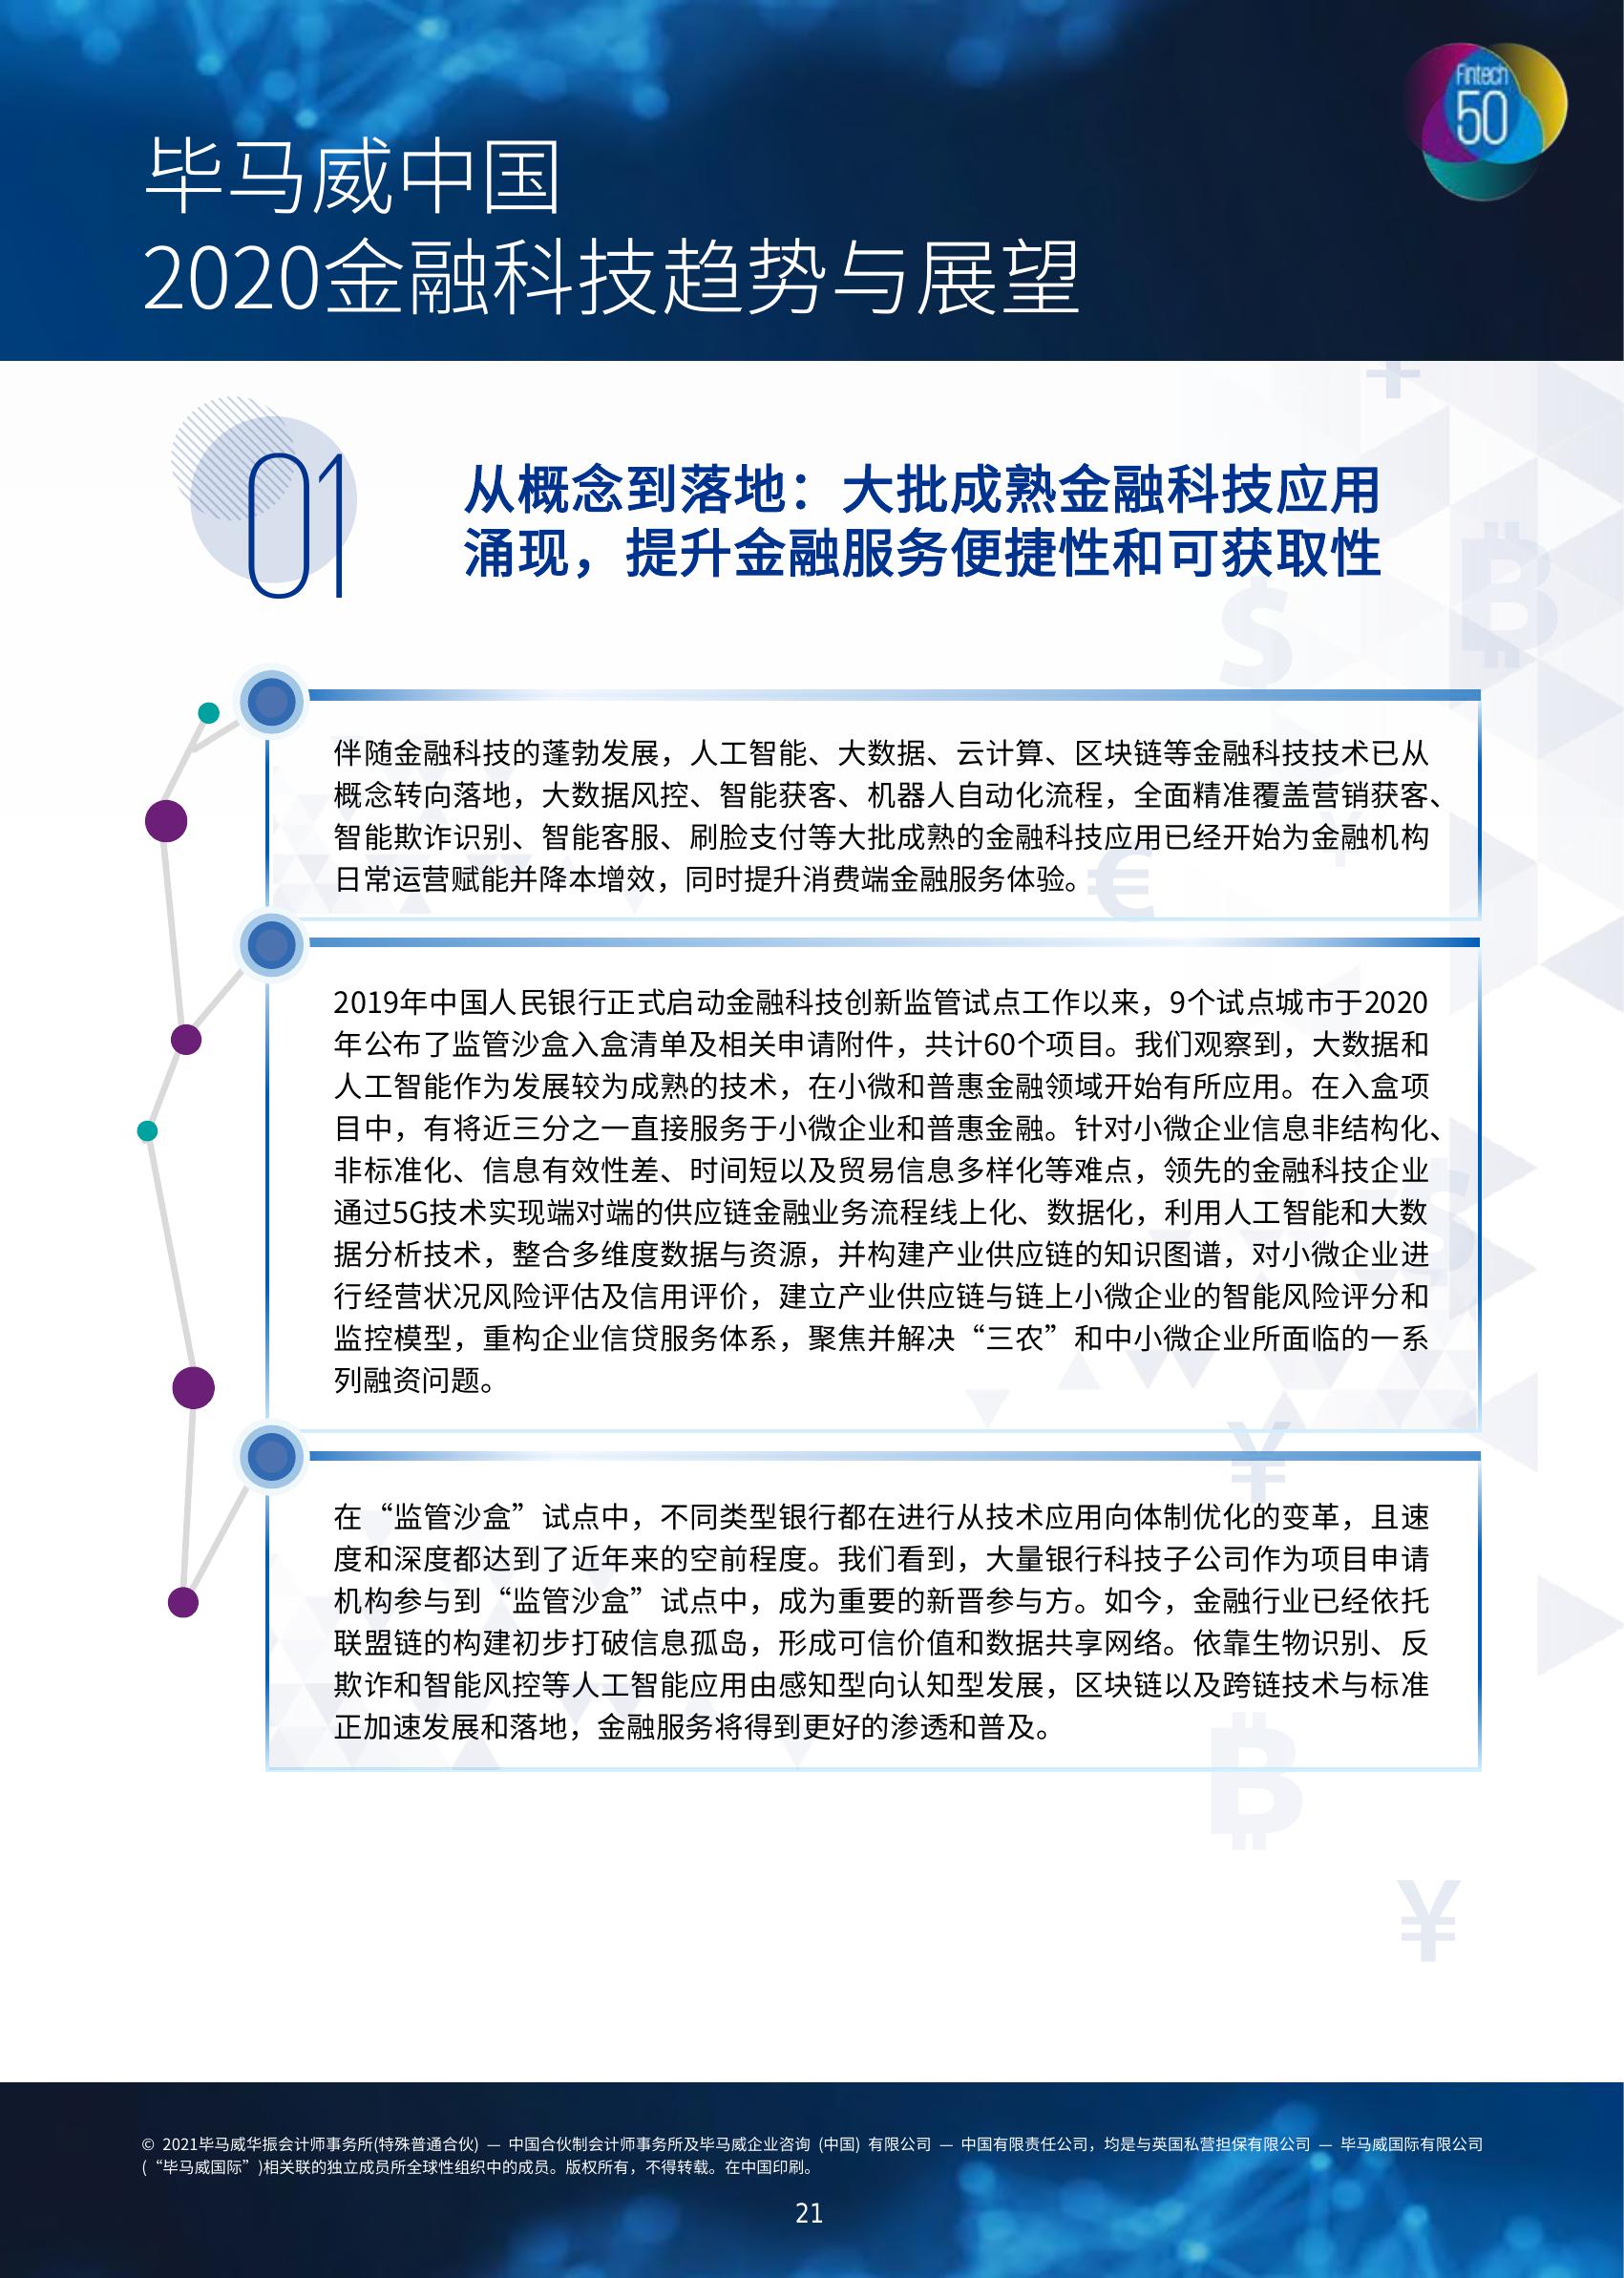 Fintech
50
毕马威中国
2020金融科技趋势与展望
01
从概念到落地：大批成熟金融科技应用
涌现，提升金融服务便捷性和可获取性
伴随金融科技的蓬勃发展，人工智能、大数据、云计算、区块链等金融科技技术已从
概念转向落地，大数据风控、智能获客、机器人自动化流程，全面精准覆盖营销获客、
智能欺诈识别、智能客服、刷脸支付等大批成熟的金融科技应用已经开始为金融机构
日常运营赋能并降本增效，同时提升消费端金融服务体验。
2019年中国人民银行正式启动金融科技创新监管试点工作以来，9个试点城市于2020
年公布了监管沙盒入盒清单及相关申请附件，共计60个项目。我们观察到，大数据和
人工智能作为发展较为成熟的技术，在小微和普惠金融领域开始有所应用。在入盒项
目中，有将近三分之一直接服务于小微企业和普惠金融。针对小微企业信息非结构化、
非标准化、信息有效性差、时间短以及贸易信息多样化等难点，领先的金融科技企业
通过5G技术实现端对端的供应链金融业务流程线上化、数据化，利用人工智能和大数
据分析技术，整合多维度数据与资源，并构建产业供应链的知识图谱，对小微企业进
行经营状况风险评估及信用评价，建立产业供应链与链上小微企业的智能风险评分和
监控模型，重构企业信贷服务体系，聚焦并解决“三农”和中小微企业所面临的一系
列融资问题。
在“监管沙盒”试点中，不同类型银行都在进行从技术应用向体制优化的变革，且速
度和深度都达到了近年来的空前程度。我们看到，大量银行科技子公司作为项目申请
机构参与到“监管沙盒”试点中，成为重要的新晋参与方。如今，金融行业已经依托
联盟链的构建初步打破信息孤岛，形成可信价值和数据共享网络。依靠生物识别、反
欺诈和智能风控等人工智能应用由感知型向认知型发展，区块链以及跨链技术与标准
正加速发展和落地，金融服务将得到更好的渗透和普及。
© 2021毕马威华振会计师事务所(特殊普通合伙) — 中国合伙制会计师事务所及毕马威企业咨询 (中国) 有限公司 — 中国有限责任公司，均是与英国私营担保有限公司 — 毕马威国际有限公司
(“毕马威国际”)相关联的独立成员所全球性组织中的成员。版权所有，不得转载。在中国印刷。
21